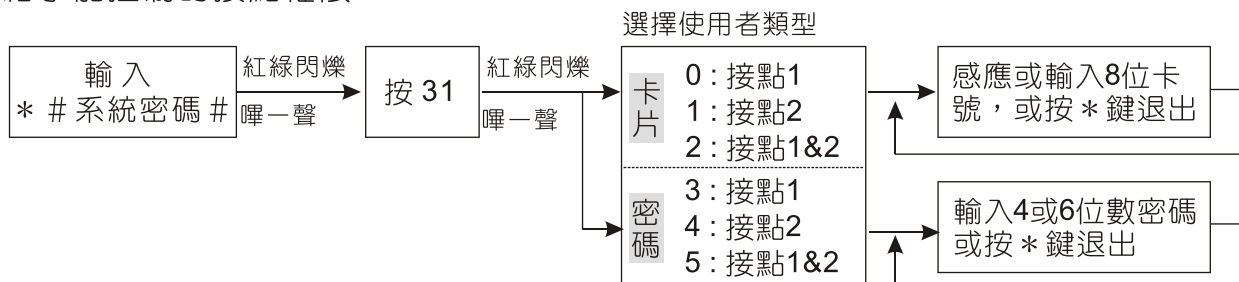 選擇使用者類型
輸入
＊＃系統密碼＃
紅綠閃爍
嗶一聲
按 31
紅綠閃爍
嗶一聲
卡片
0：接點1
1：接點2
2：接點1&2
密碼
3：接點1
4：接點2
5：接點1&2
感應或輸入8位卡
號，或按＊鍵退出
輸入4或6位數密碼
或按＊鍵退出